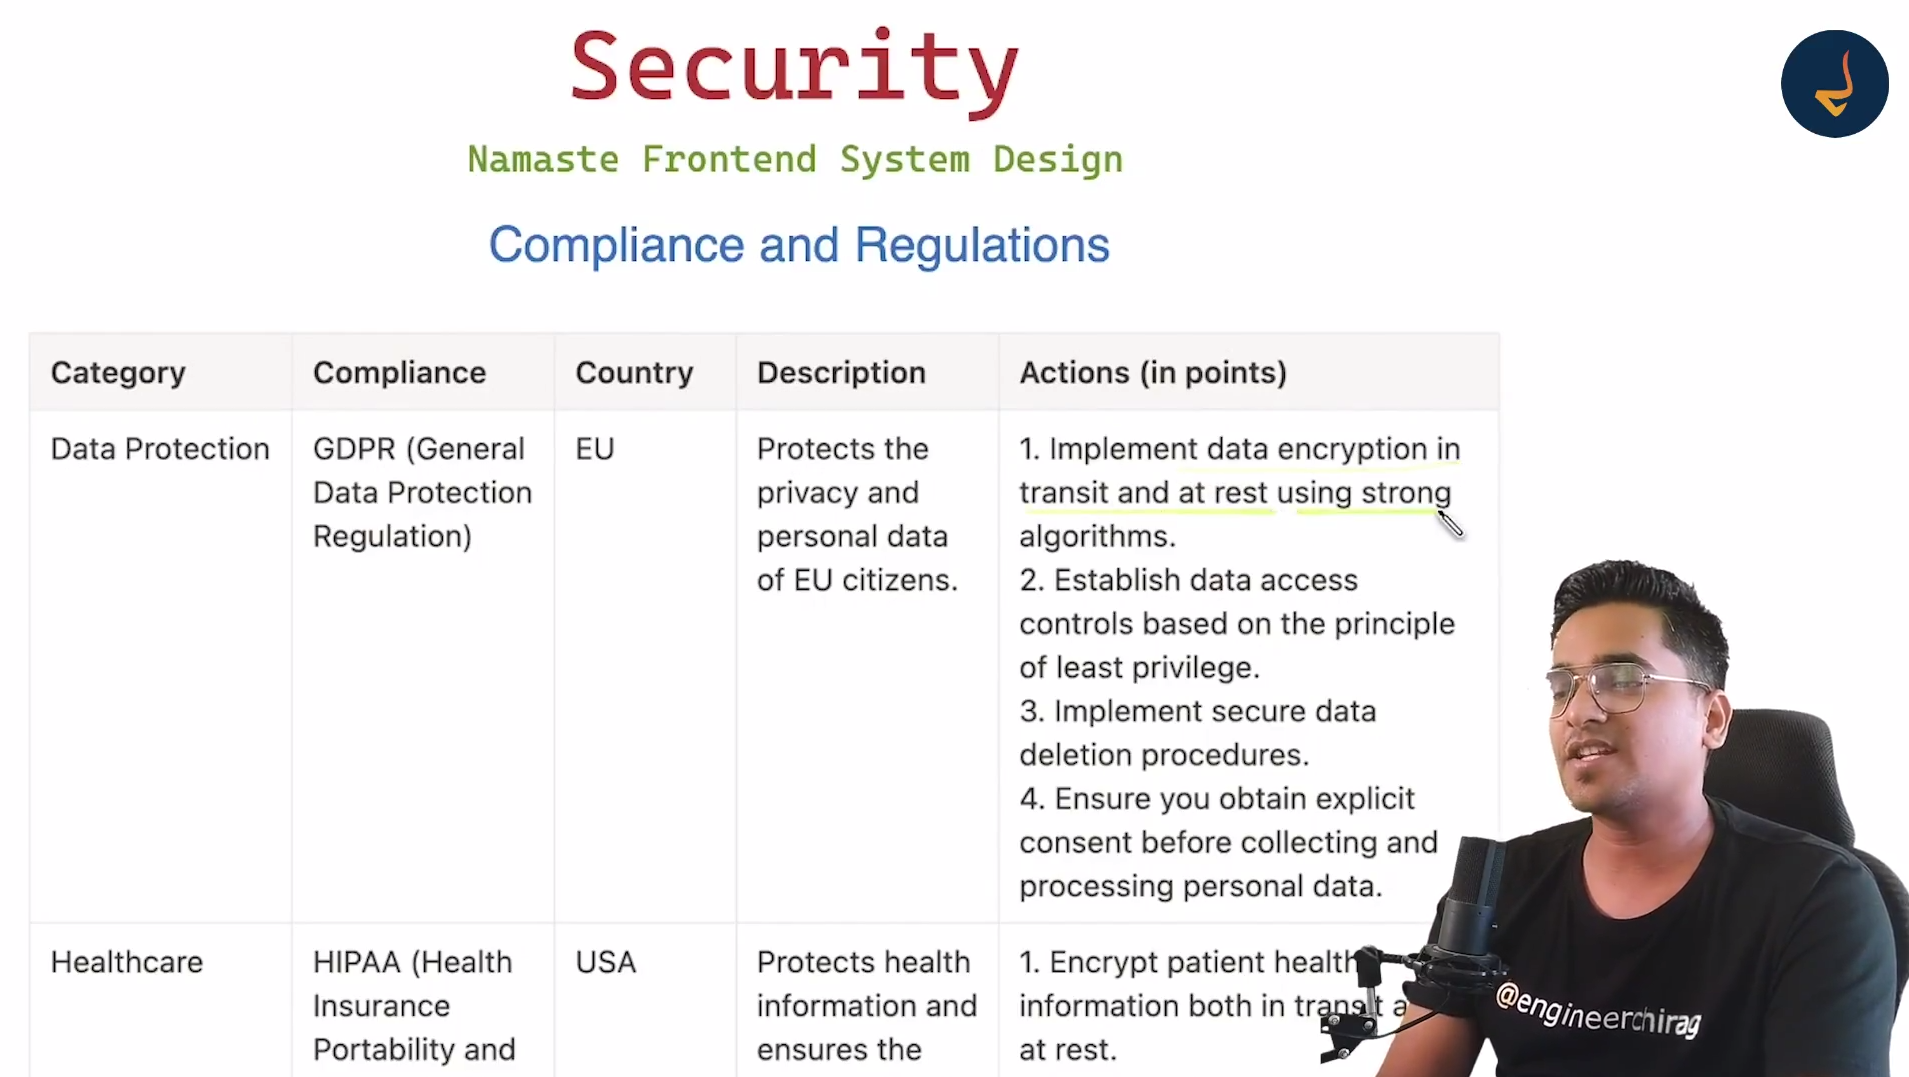 Security
Namaste Frontend System Design
Compliance and Regulations
Category
Compliance
Country
Description
Actions (in points)
Data Protection
GDPR (General
Data Protection
Regulation)
EU
Protects the
privacy and
personal data
of EU citizens.
1. Implement data encryption in
transit and at rest using strong
algorithms.
2. Establish data access
controls based on the principle
of least privilege.
3. Implement secure data
deletion procedures.
4. Ensure you obtain explicit
consent before collecting and
processing personal data.
Healthcare
HIPAA (Health
Insurance
Portability and
USA
Protects health
information and
ensures the
1. Encrypt patient health
information both in transit a
at rest.
@engineerchirag